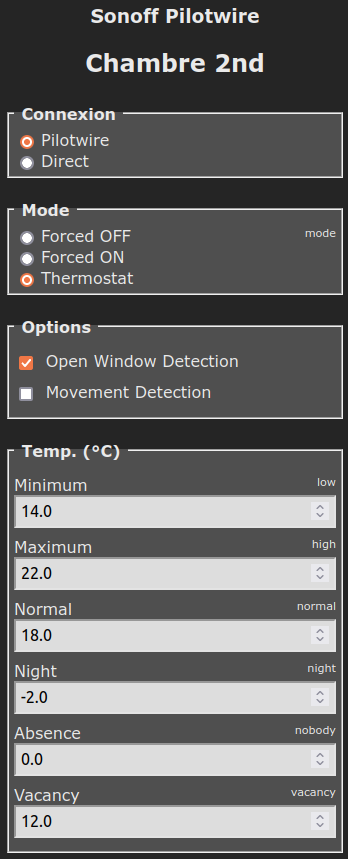 Sonoff Pilotwire
Chambre 2nd
Connexion
Pilotwire
Direct
Mode
Forced OFF mode
Forced ON
Thermostat
Options
Open Window Detection
Movement Detection
Temp. (°C)
Minimum low
14.0
Maximum high
22.0
Normal normal
18.0
Night night
-2.0
Absence nobody
0.0
Vacancy vacancy
12.0